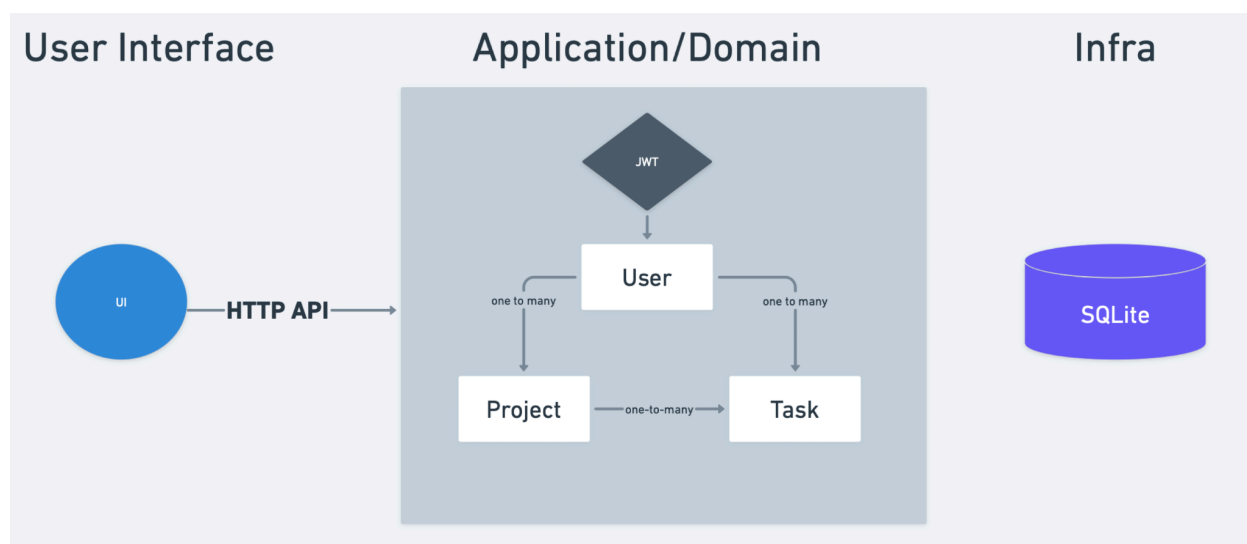 User Interface
Application/Domain
Infra
JWT
User
one to many
one to many
UI
HTTP API
SQLite
Project
one-to-many
Task